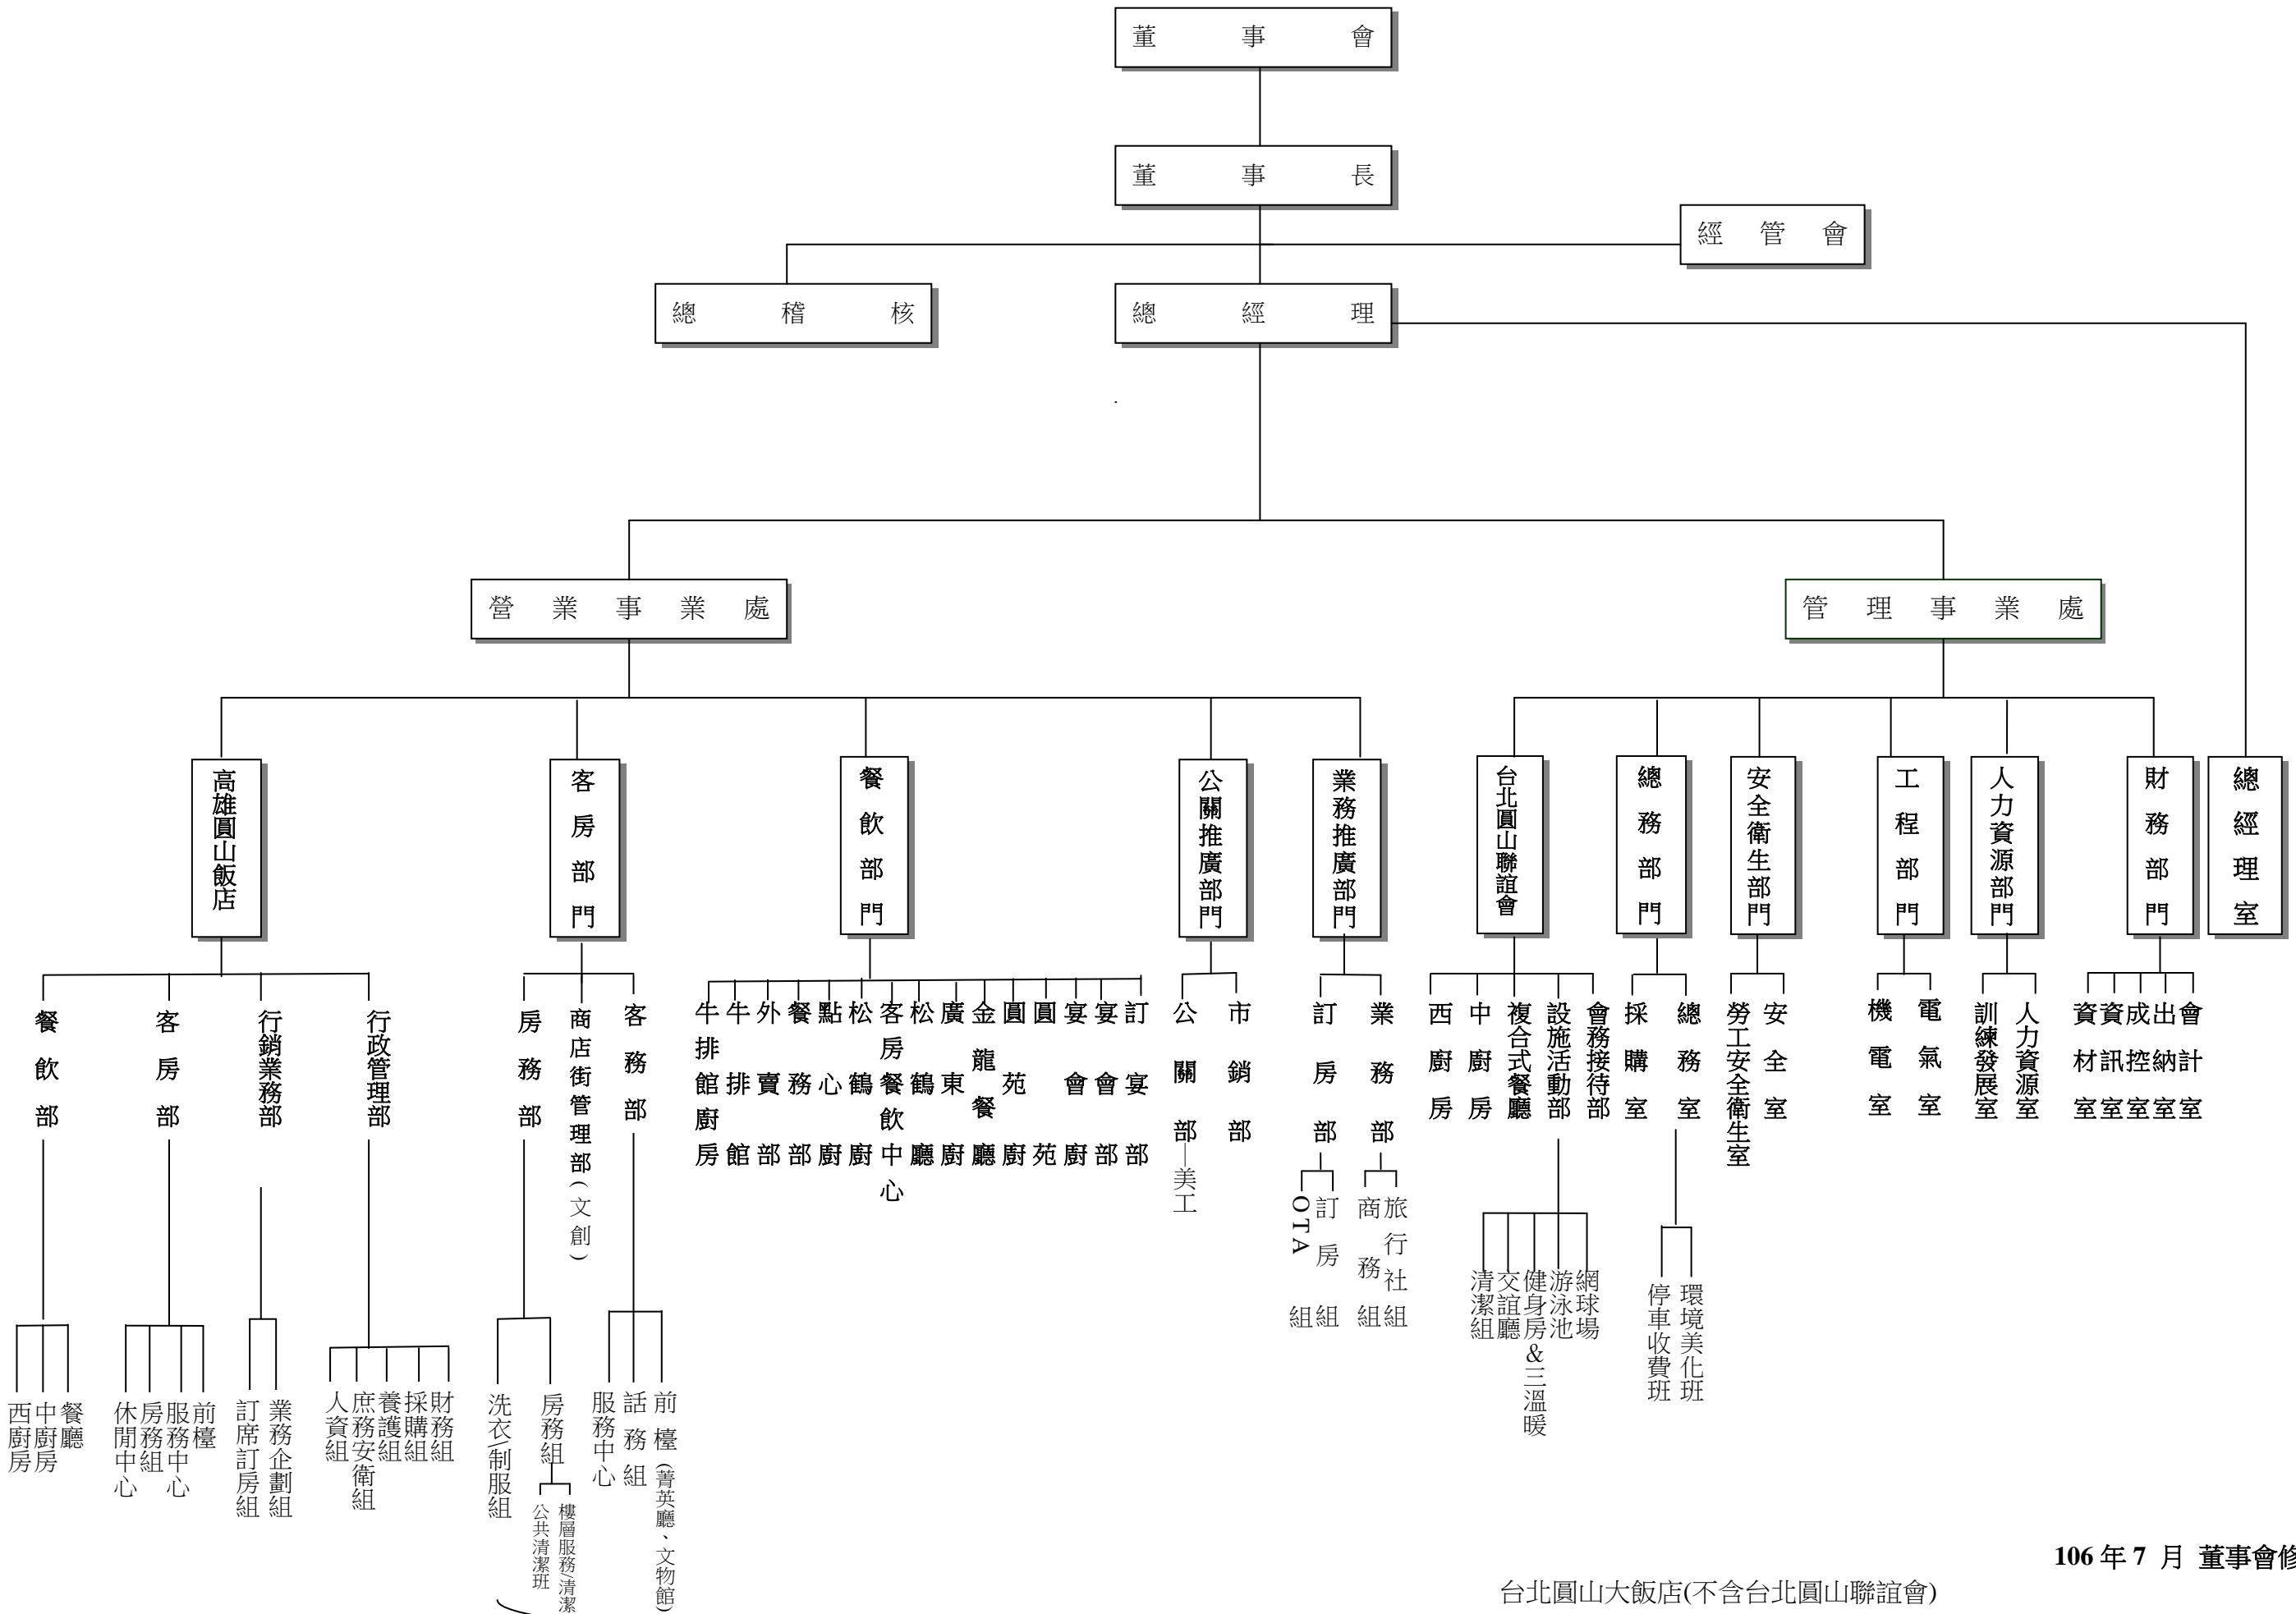 董事會
董事長
經管會
總稽核
總經理
營業事業處
管理事業處
高雄圓山飯店
客房部門
餐飲部門
公關推廣部門
業務推廣部門
台北圓山聯誼會
總務部門
安全衛生部門
工程部門
人力資源部門
財務部門
總經理室
餐飲部
客房部
行銷業務部
行政管理部
房務部
商店街管理部(文創)
客務部
牛排館廚房
牛排館
外賣部
餐務部
點心廚
松鶴廚
客房餐飲中心
松鶴廳
廣東廚
金龍餐廳
圓苑廚
圓苑
宴會廚
宴會部
訂宴部
公關部—美工
市銷部
訂房部
業務部
西廚房
中廚房
複合式餐廳
設施活動部
會務接待部
採購室
總務室
勞工安全衛生室
安全室
機電室
電氣室
訓練發展室
人力資源室
資材室
資訊室
成控室
出納室
會計室
OTA組
訂房組
商務組
旅行社組
清潔組
交誼廳
健身房&三溫暖
游泳池
網球場
停車收費班
環境美化班
西廚房
中廚房
餐廳
休閒中心
房務組
服務中心
前檯
訂席訂房組
業務企劃組
人資組
庶務安衛組
養護組
採購組
財務組
洗衣/制服組
房務組
服務中心
話務組
前檯(菁英廳、文物館)
公共清潔班
樓層服務/清潔
106年7 月 董事會修
台北圓山大飯店(不含台北圓山聯誼會)